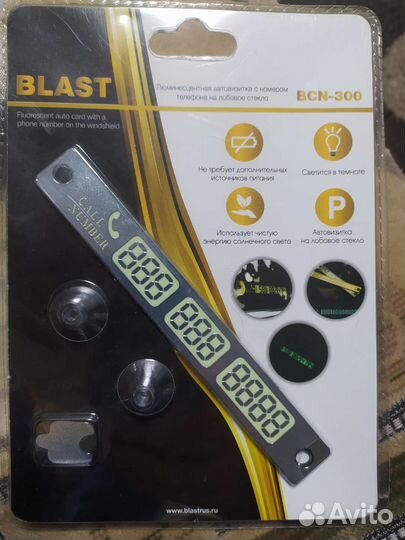 BLAST
Fluorescent auto card with a
phone number on the windshield
Люминесцентная автовизитка с номером
телефона на лобовое стекло
BCN-300
Не требует дополнительных
источников питания
Светится в темноте
P
Использует чистую
энергию солнечного света
Автовизитка
на лобовое стекло
CALL
NUMBER
888 888 8888
www.blastrus.ru
Avito